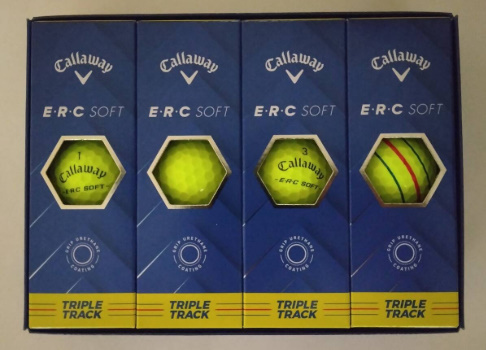 Callaway
E·R·C SOFT
1
Callaway
-ERC SOFT-
GRIP URETHANE
COATING
TRIPLE
TRACK
Callaway
E·R·C SOFT
GRIP URETHANE
COATING
TRIPLE
TRACK
Callaway
E·R·C SOFT
3
Callaway
-ERC SOFT-
GRIP URETHANE
COATING
TRIPLE
TRACK
Callaway
E·R·C SOFT
GRIP URETHANE
COATING
TRIPLE
TRACK